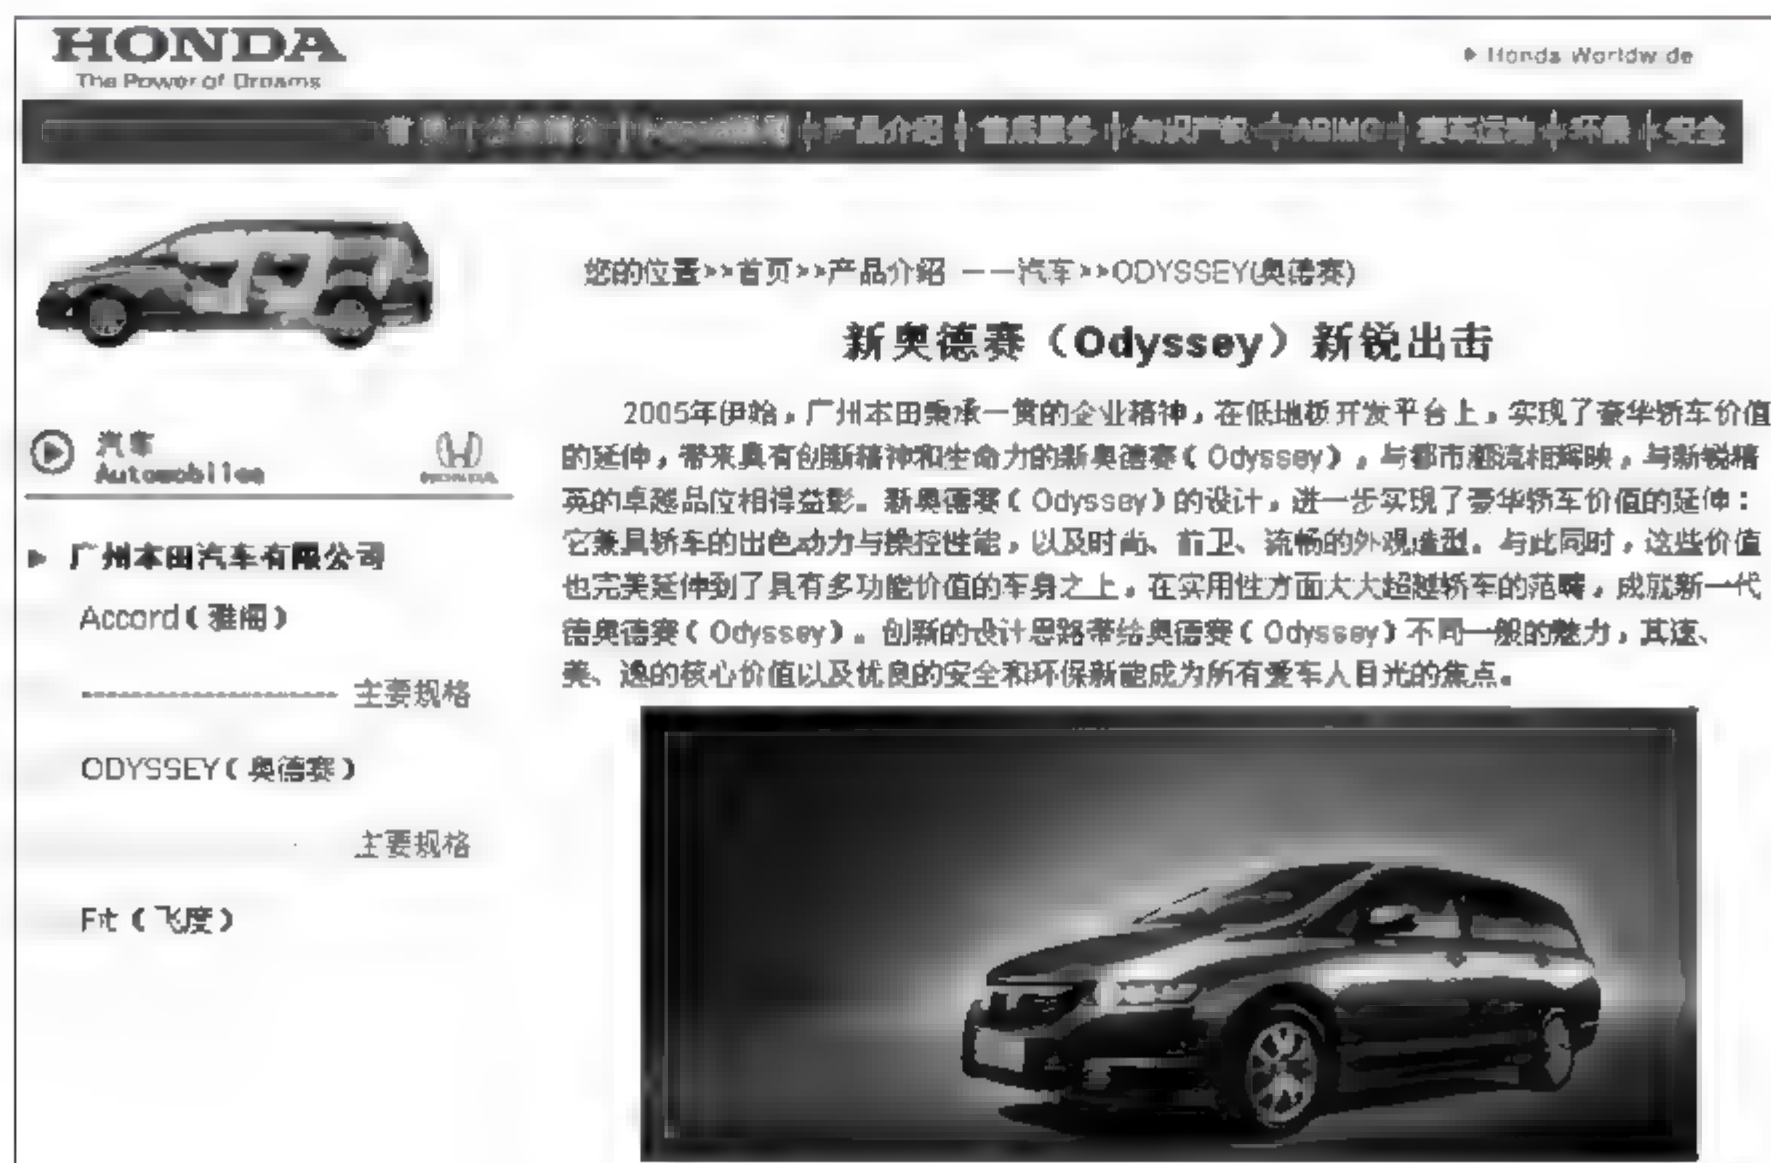 HONDA
The Power of Dreams
Honda Worldwide
产品介绍 售后服务 知识产权 ASIMO 赛车运动 环保 安全
您的位置>>首页>>产品介绍 －－汽车>>ODYSSEY(奥德赛)
新奥德赛（Odyssey）新锐出击
2005年伊始，广州本田秉承一贯的企业精神，在低地板开发平台上，实现了豪华轿车价值
的延伸，带来具有创新精神和生命力的新奥德赛（Odyssey），与都市潮流相辉映，与新锐精
英的卓越品位相得益彰。新奥德赛（Odyssey）的设计，进一步实现了豪华轿车价值的延伸：
它兼具轿车的出色动力与操控性能，以及时尚、前卫、流畅的外观造型。与此同时，这些价值
也完美延伸到了具有多功能价值的车身之上，在实用性方面大大超越轿车的范畴，成就新一代
德奥德赛（Odyssey）。创新的设计思路带给奥德赛（Odyssey）不同一般的魅力，其速、
美、逸的核心价值以及优良的安全和环保新能成为所有爱车人目光的焦点。
汽车
Automobiles
HONDA
广州本田汽车有限公司
Accord（雅阁）
主要规格
ODYSSEY（奥德赛）
主要规格
Fit（飞度）